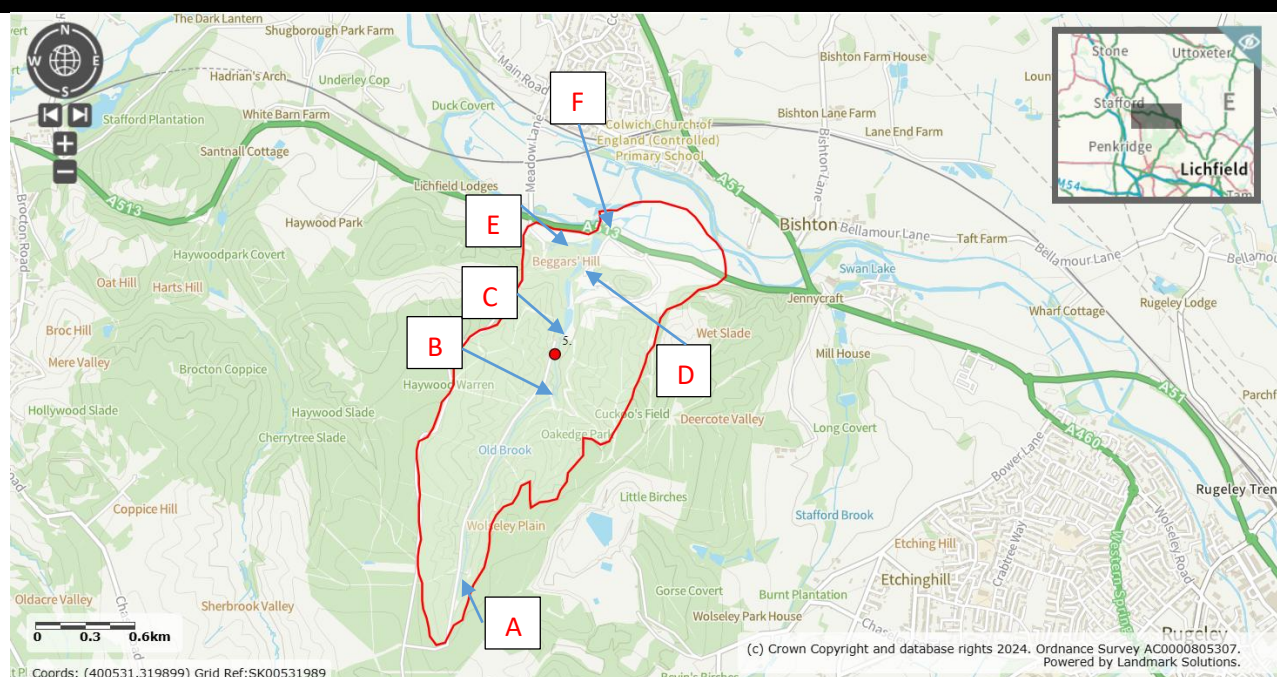 The Dark Lantern
Shugborough Park Farm
N
W
E
S
Hadrian's Arch
Underley Cop
Main Road
Bishton Farm House
Stone
Uttoxeter
Stafford
E
Penkridge
Lichfield
M54
Tam
F
Stafford Plantation
White Barn Farm
Duck Covert
Colwich Church of
England (Controlled)
Primary School
Bishton Lane Farm
Lane End Farm
Bishton Lane
Santnall Cottage
Meadow Lane
A51
A513
Lichfield Lodges
Brocton Road
Haywood Park
E
A513
Bishton
Bellamour Lane
Taft Farm
Bellamour Lane
Bellamou
Haywoodpark Covert
Beggars' Hill
Swan Lake
Oat Hill
Harts Hill
C
Jennycraft
Rugeley Lodge
Wharf Cottage
Broc Hill
B
5.
Wet Slade
Mere Valley
Brocton Coppice
Mill House
D
Haywood Warren
A51
Parchf
Hollywood Slade
Haywood Slade
Cuckoo's Field
Deercote Valley
Long Covert
Cherrytree Slade
Oakedge Park
A460
Old Brook
Bower Lane
Rugeley Tren
Little Birches
Coppice Hill
Stafford Brook
Wolseley Plain
Etching Hill
Crabtree Way
Western Sprin
Wolseley Road
Etchinghill
Oldacre Valley
Sherbrook Valley
Gorse Covert
Burnt Plantation
A
Wolseley Park House
Rugeley
0 0.3 0.6km
(c) Crown Copyright and database rights 2024. Ordnance Survey AC0000805307.
Powered by Landmark Solutions.
Coords: (400531,319899) Grid Ref:SK00531989